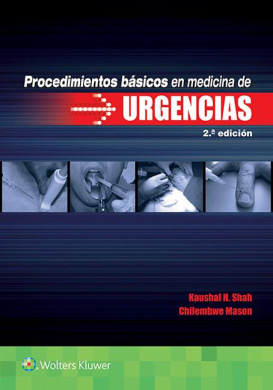 Procedimientos básicos en medicina de
URGENCIAS
2.ª edición
Kaushal H. Shah
Chilembwe Mason
Wolters Kluwer